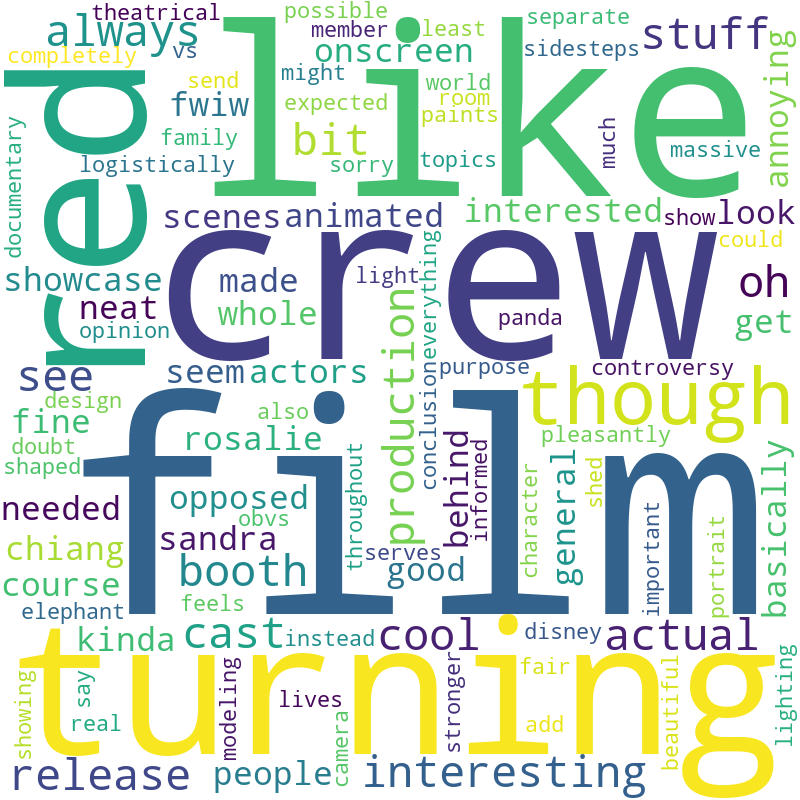 theatrical
possible
separate
always
like
member
least
stuff
onscreen
sidesteps
completely
vs
annoying
red
send
might
world
fwiw
expected
room
paints
documentary
family
bit
much
logistically
sorry
topics
massive
scenes
animated
interested
show
look
crew
could
showcase
made
light
everything
oh
neat
whole
production
panda
get
opinion
see
seem
actors
purpose
controversy
design
film
though
fine
also
conclusion
doubt
rosalie
behind
pleasantly
shaped
throughout
informed
general
shed
basically
needed
opposed
obvs
character
important
portrait
chiang
sandra
serves
course
booth
good
elephant
feels
kinda
cast
instead
cool
disney
actual
turning
showing
say
modeling
stronger
fair
beautiful
lighting
real
lives
camera
add
release
people
interesting